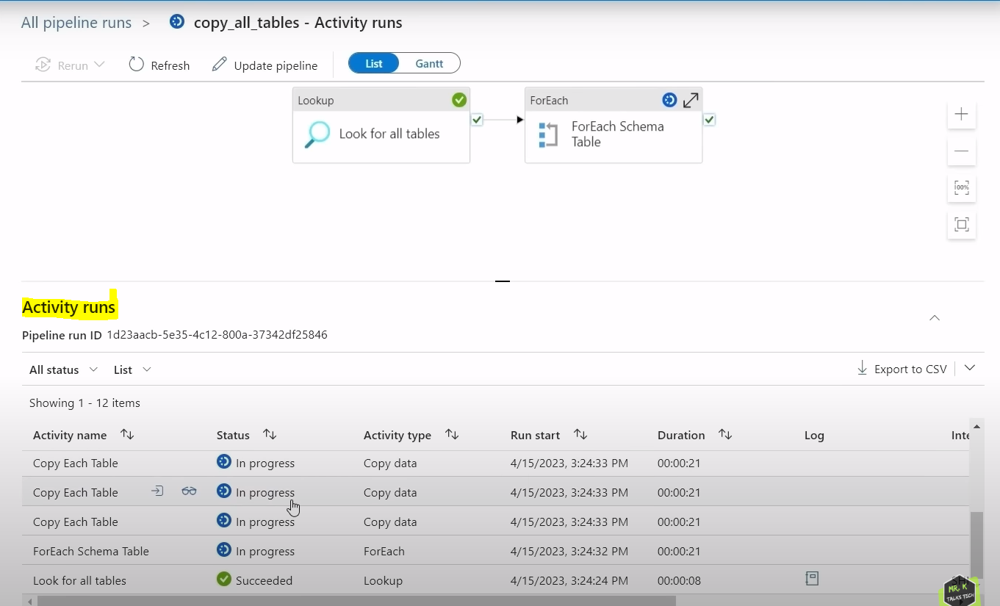 All pipeline runs > copy_all_tables - Activity runs
Rerun Refresh Update pipeline List Gantt
Lookup ForEach
Look for all tables ForEach Schema
Table
100%
Activity runs
Pipeline run ID 1d23aacb-5e35-4c12-800a-37342df25846
All status List Export to CSV
Showing 1 - 12 items
Activity name Status Activity type Run start Duration Log Inte
Copy Each Table In progress Copy data 4/15/2023, 3:24:33 PM 00:00:21
Copy Each Table In progress Copy data 4/15/2023, 3:24:33 PM 00:00:21
Copy Each Table In progress Copy data 4/15/2023, 3:24:33 PM 00:00:21
ForEach Schema Table In progress ForEach 4/15/2023, 3:24:32 PM 00:00:21
Look for all tables Succeeded Lookup 4/15/2023, 3:24:24 PM 00:00:08
MR. K
TALKS TECH